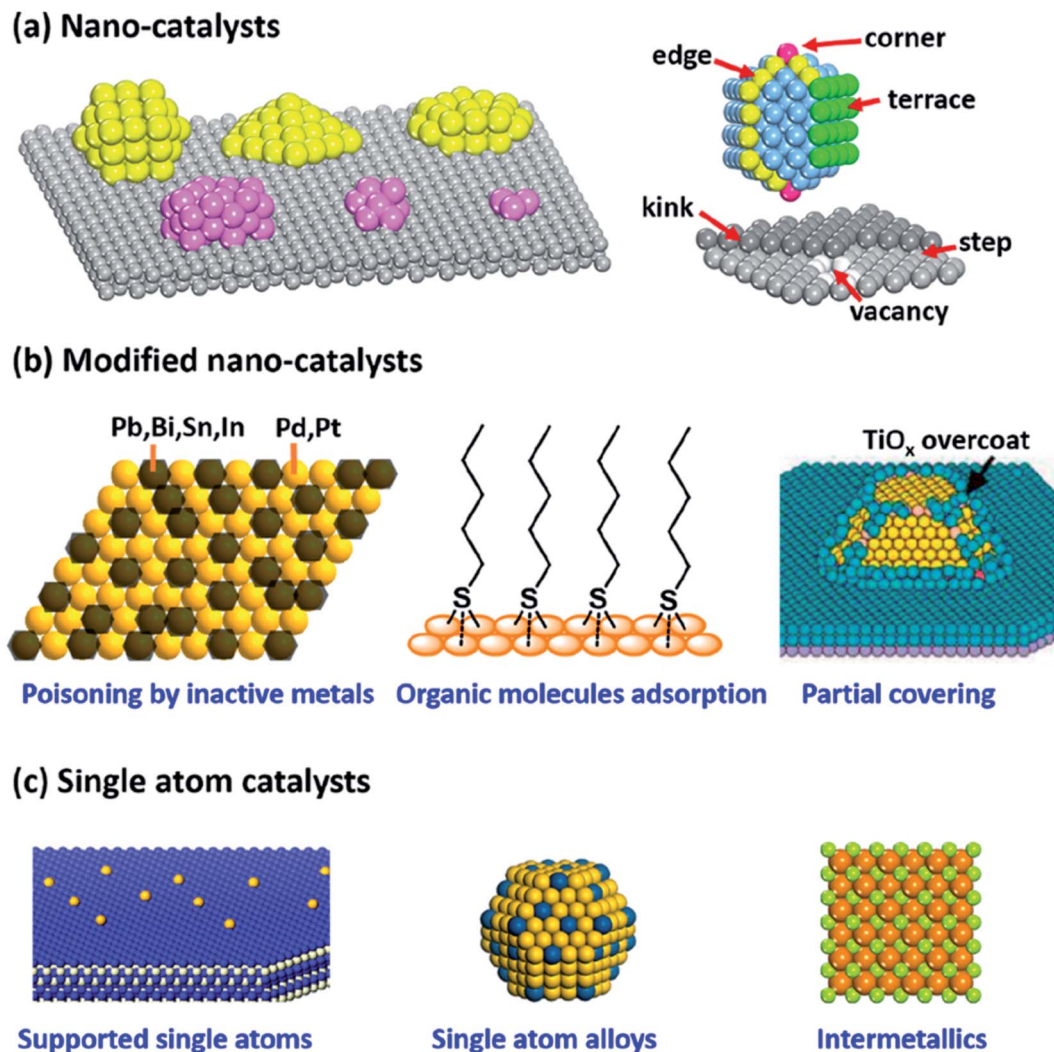 (a) Nano-catalysts
corner
edge
terrace
kink
step
vacancy
(b) Modified nano-catalysts
Pb,Bi,Sn,In
Pd,Pt
TiOₓ overcoat
S S S S
Poisoning by inactive metals
Organic molecules adsorption
Partial covering
(c) Single atom catalysts
Supported single atoms
Single atom alloys
Intermetallics